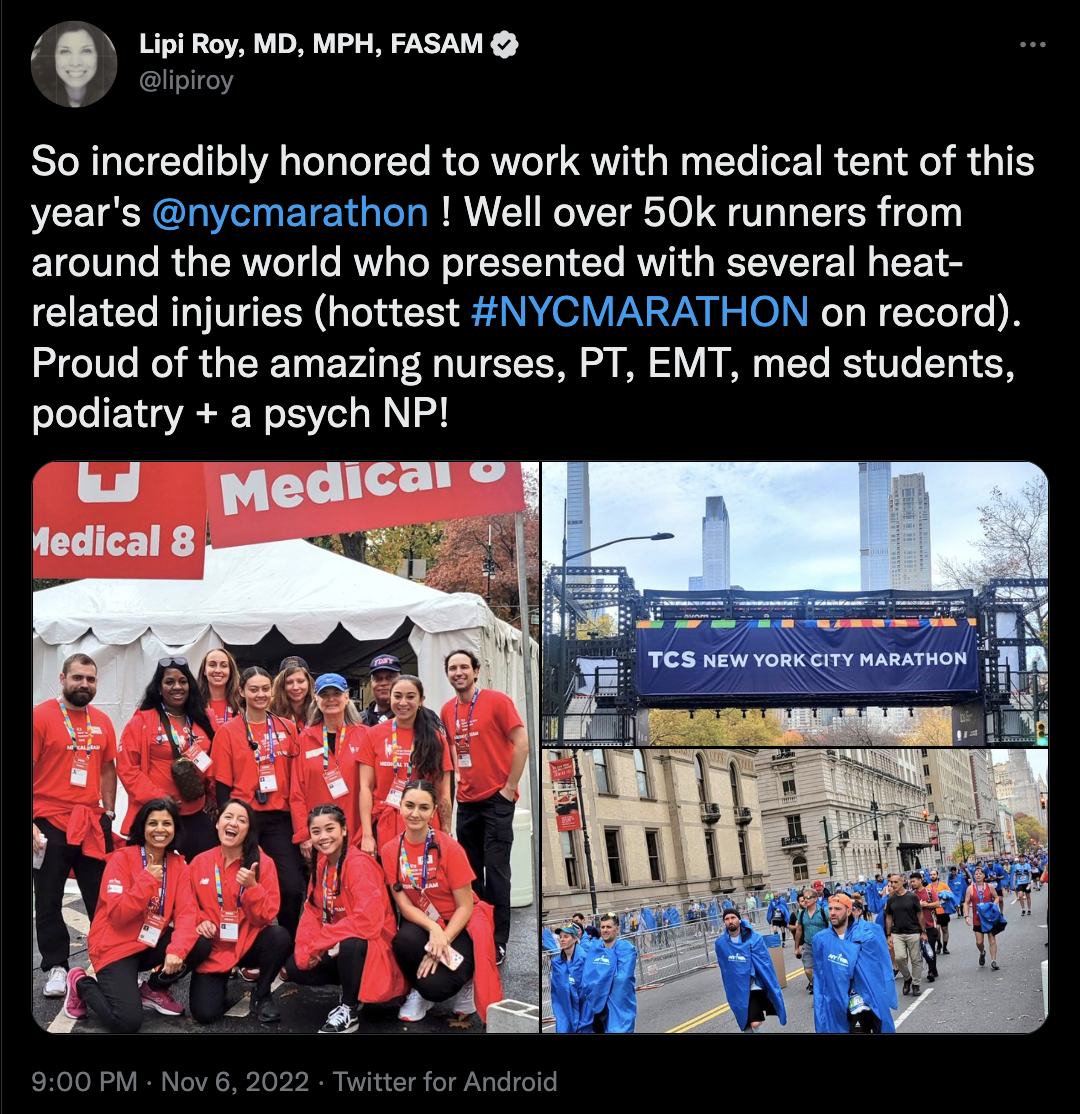 Lipi Roy, MD, MPH, FASAM
@lipiroy
So incredibly honored to work with medical tent of this
year's @nycmarathon ! Well over 50k runners from
around the world who presented with several heat-
related injuries (hottest #NYCMARATHON on record).
Proud of the amazing nurses, PT, EMT, med students,
podiatry + a psych NP!
Medical 8
Medical 8
TCS NEW YORK CITY MARATHON
9:00 PM · Nov 6, 2022 · Twitter for Android